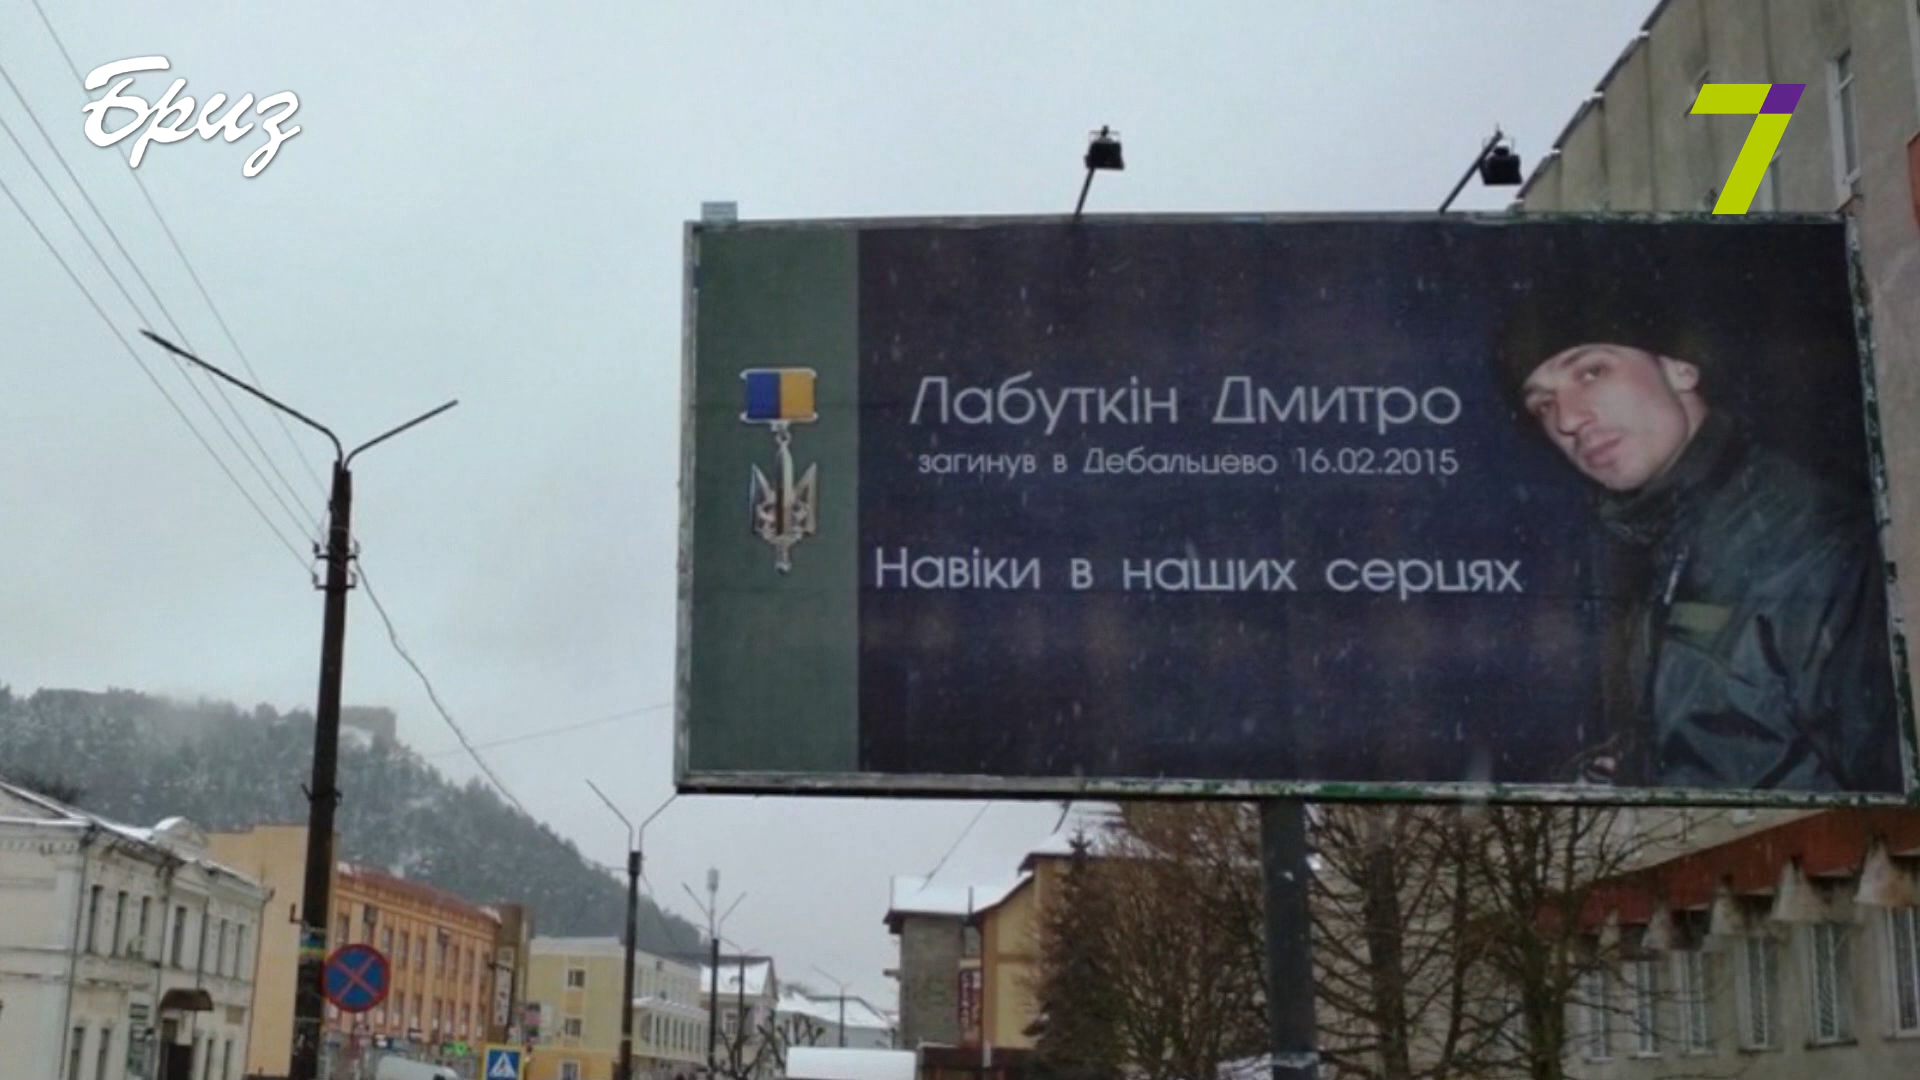 Бриз
7
Лабуткін Дмитро
загинув в Дебальцево 16.02.2015
Навіки в наших серцях